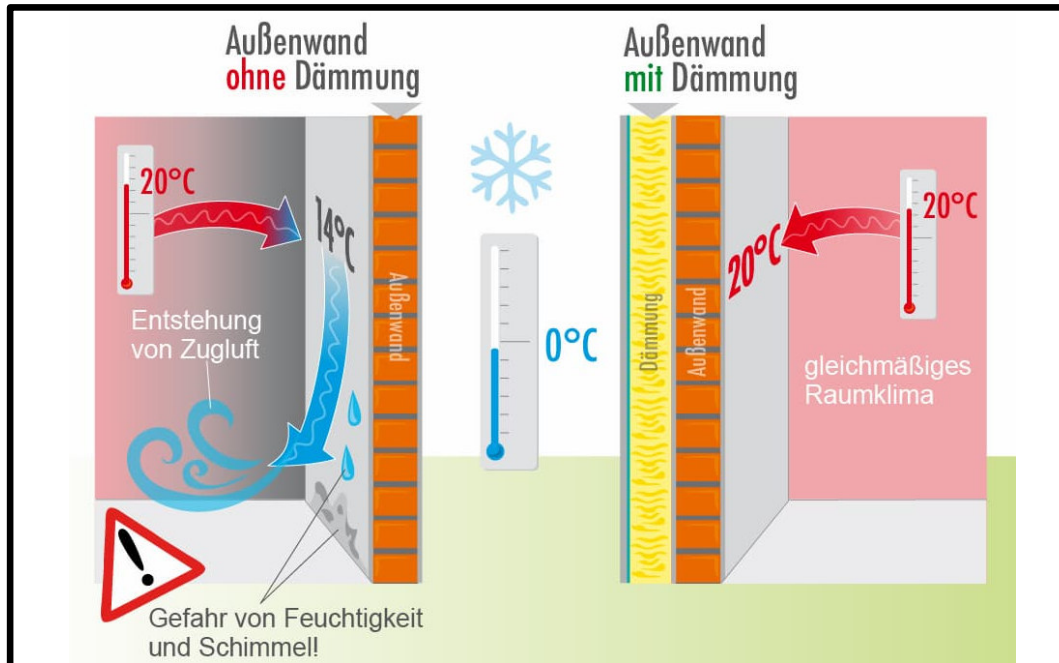 Außenwand
ohne Dämmung
Außenwand
mit Dämmung
20°C
14°C
Außenwand
Entstehung
von Zugluft
0°C
Dämmung
Außenwand
20°C
20°C
gleichmäßiges
Raumklima
Gefahr von Feuchtigkeit
und Schimmel!